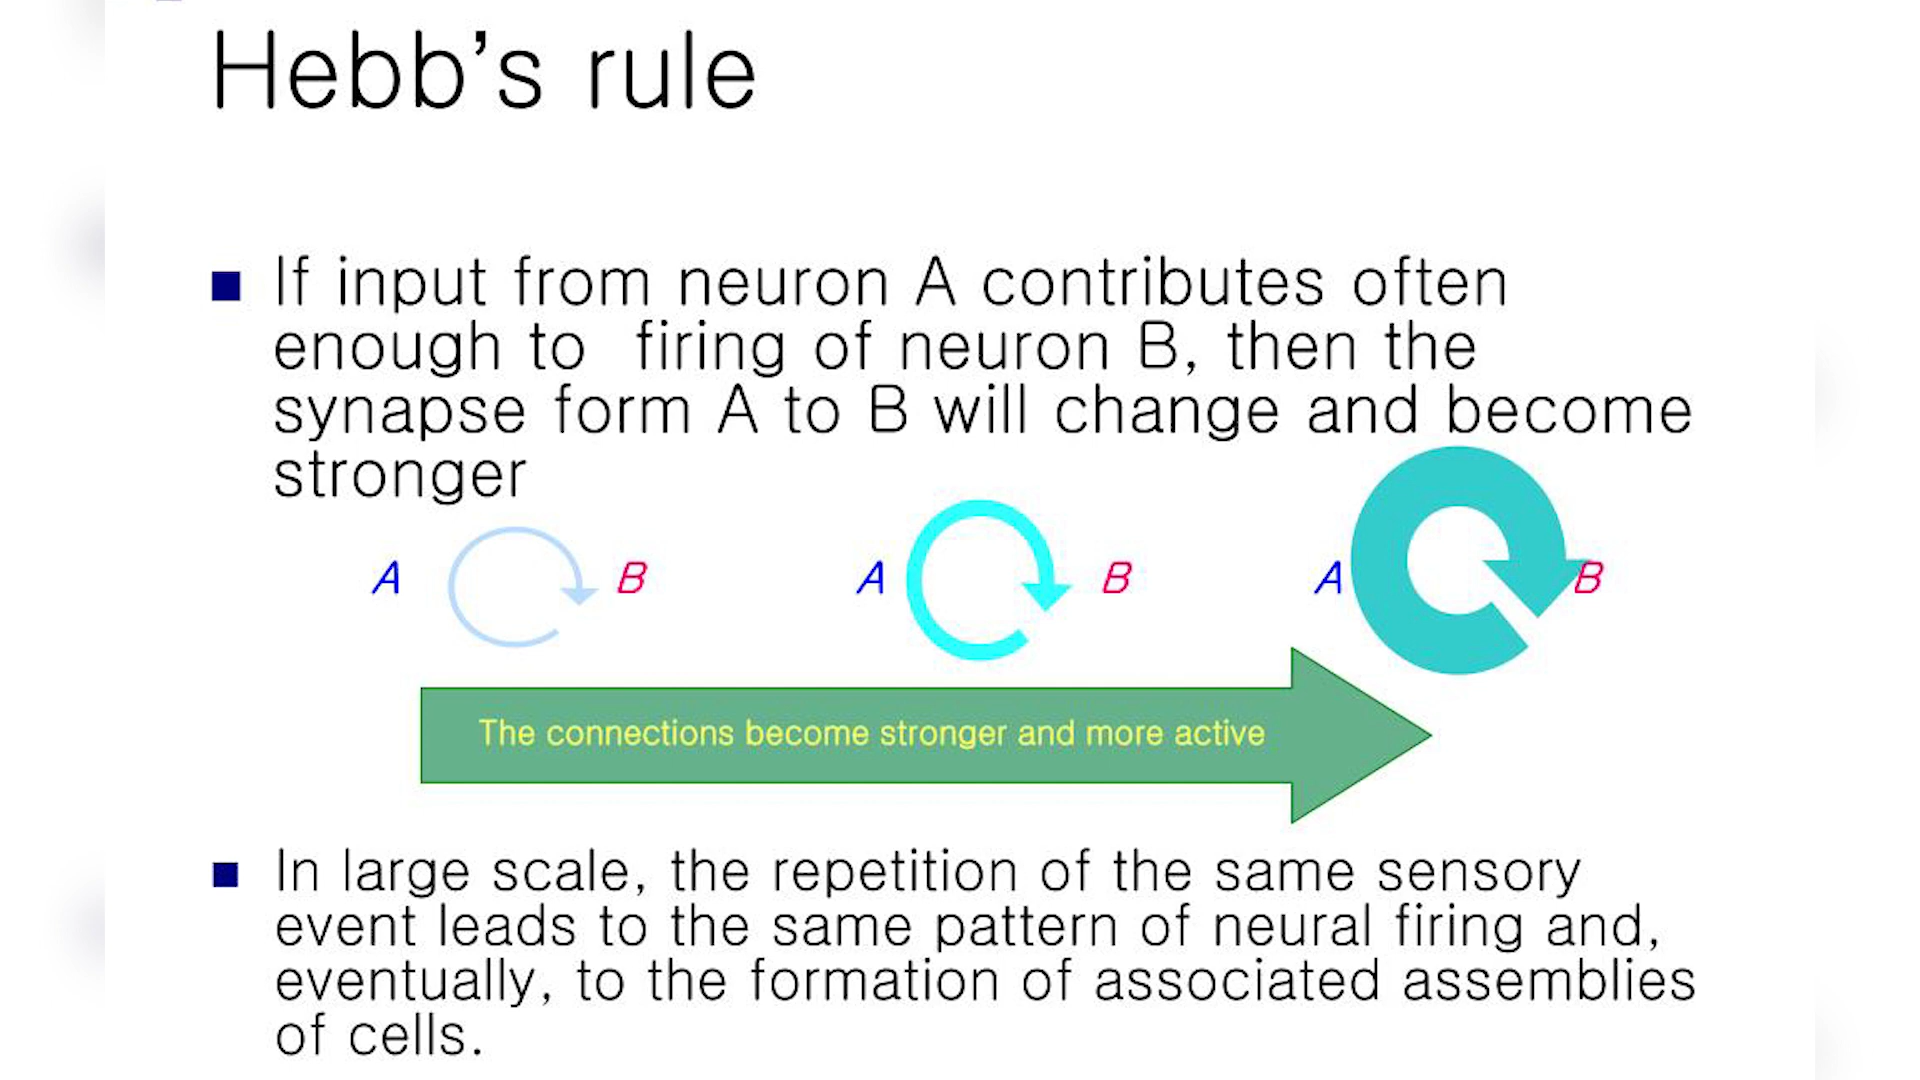 Hebb's rule
If input from neuron A contributes often
enough to firing of neuron B, then the
synapse form A to B will change and become
stronger
A B A B A B
The connections become stronger and more active
In large scale, the repetition of the same sensory
event leads to the same pattern of neural firing and,
eventually, to the formation of associated assemblies
of cells.